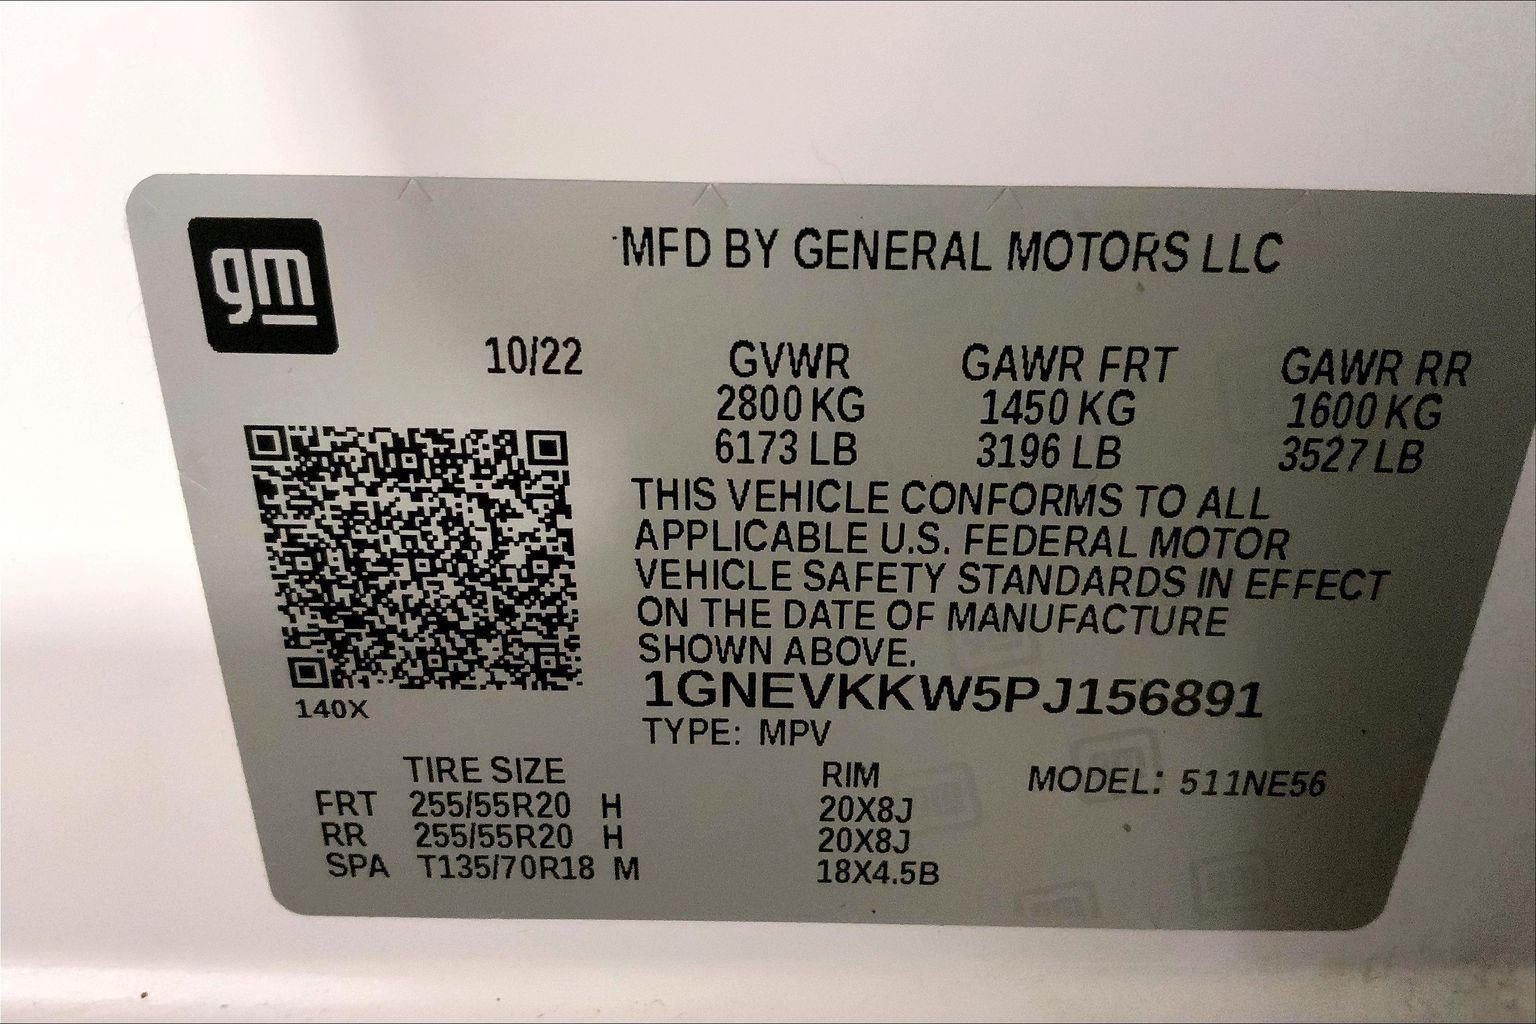 gm
MFD BY GENERAL MOTORS LLC
10/22 GVWR GAWR FRT GAWR RR
2800 KG 1450 KG 1600 KG
6173 LB 3196 LB 3527 LB
THIS VEHICLE CONFORMS TO ALL
APPLICABLE U.S. FEDERAL MOTOR
VEHICLE SAFETY STANDARDS IN EFFECT
ON THE DATE OF MANUFACTURE
SHOWN ABOVE.
1GNEVKKW5PJ156891
140X
TYPE: MPV
TIRE SIZE RIM MODEL: 511NE56
FRT 255/55R20 H 20X8J
RR 255/55R20 H 20X8J
SPA T135/70R18 M 18X4.5B